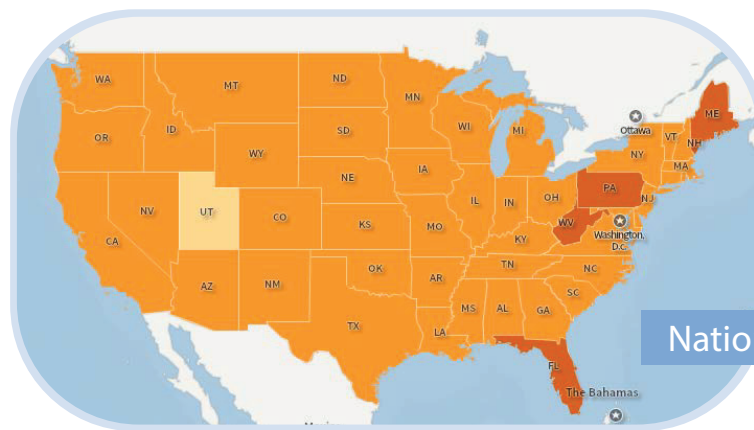 WA
MT
ND
MN
ME
OR
ID
SD
WI
MI
Ottawa
VT
NH
WY
NY
MA
IA
NE
PA
NV
UT
CO
IL
IN
OH
NJ
WV
Washington,
D.C.
KS
MO
KY
CA
OK
TN
NC
AZ
NM
AR
SC
MS
AL
GA
TX
LA
Natio
FL
The Bahamas